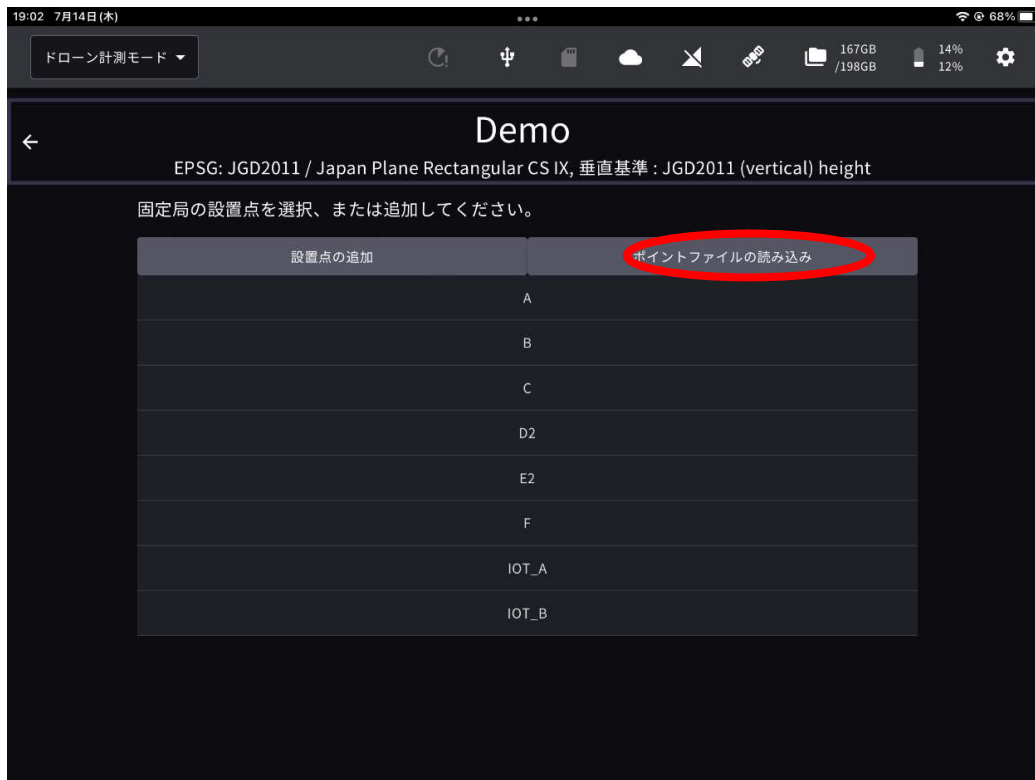 19:02 7月14日(木)
68%
ドローン計測モード
167GB
/198GB
14%
12%
Demo
EPSG: JGD2011 / Japan Plane Rectangular CS IX, 垂直基準 : JGD2011 (vertical) height
固定局の設置点を選択、または追加してください。
設置点の追加
ポイントファイルの読み込み
A
B
C
D2
E2
F
IOT_A
IOT_B